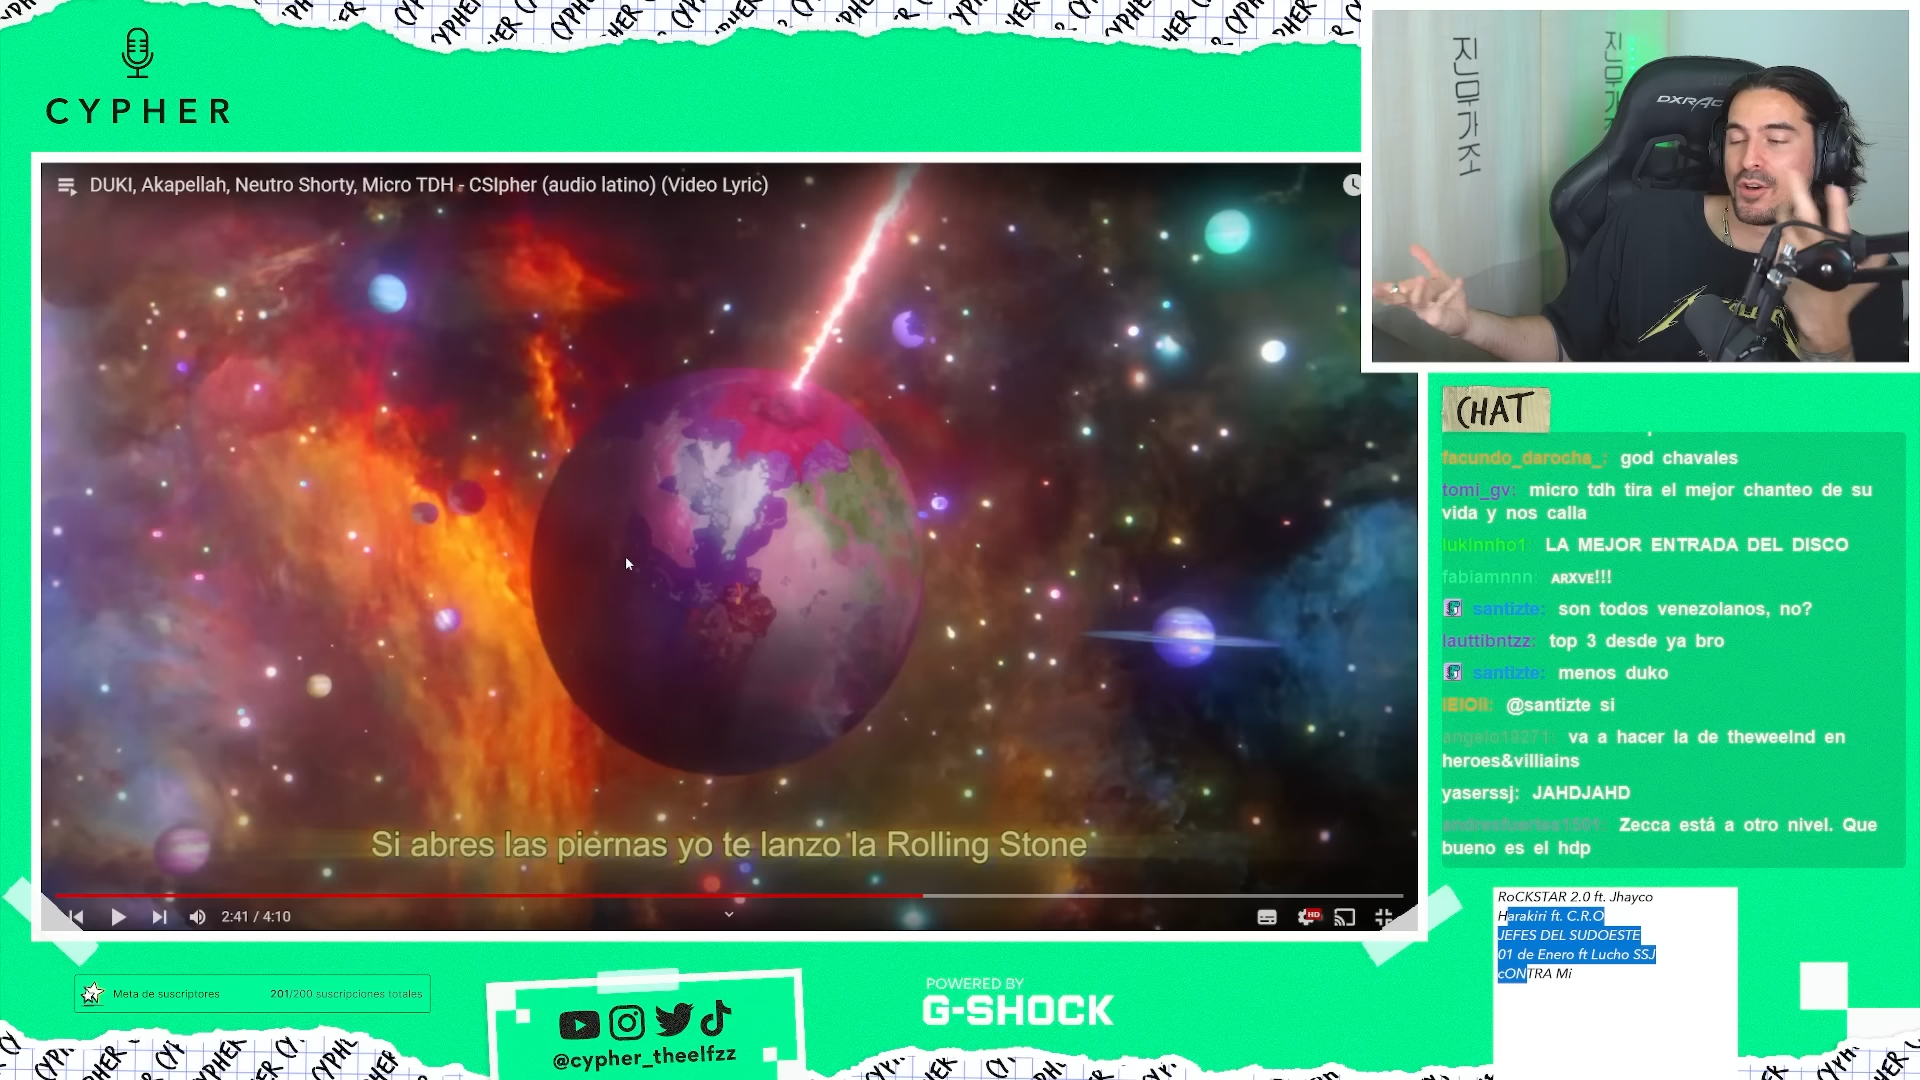 CYPHER
DUKI, Akapellah, Neutro Shorty, Micro TDH - CSIpher (audio latino) (Video Lyric)
DXRAC
CHAT
facundo_darocha_: god chavales
tomi_gv: micro tdh tira el mejor chanteo de su
vida y nos calla
lukinnho1: LA MEJOR ENTRADA DEL DISCO
fabiamnnn: ᴀʀxᴠᴇ!!!
santizte: son todos venezolanos, no?
lauttibntzz: top 3 desde ya bro
santizte: menos duko
@santizte si
angelo19271: va a hacer la de theweelnd en
heroes&villiains
yaserssj: JAHDJAHD
andresfuertes1501: Zecca está a otro nivel. Que
bueno es el hdp
Si abres las piernas yo te lanzo la Rolling Stone
2:41 / 4:10
HD
RoCKSTAR 2.0 ft. Jhayco
Harakiri ft. C.R.O
JEFES DEL SUDOESTE
01 de Enero ft Lucho SSJ
cONTRA Mi
Meta de suscriptores 201/200 suscripciones totales
@cypher_theelfzz
POWERED BY
G-SHOCK